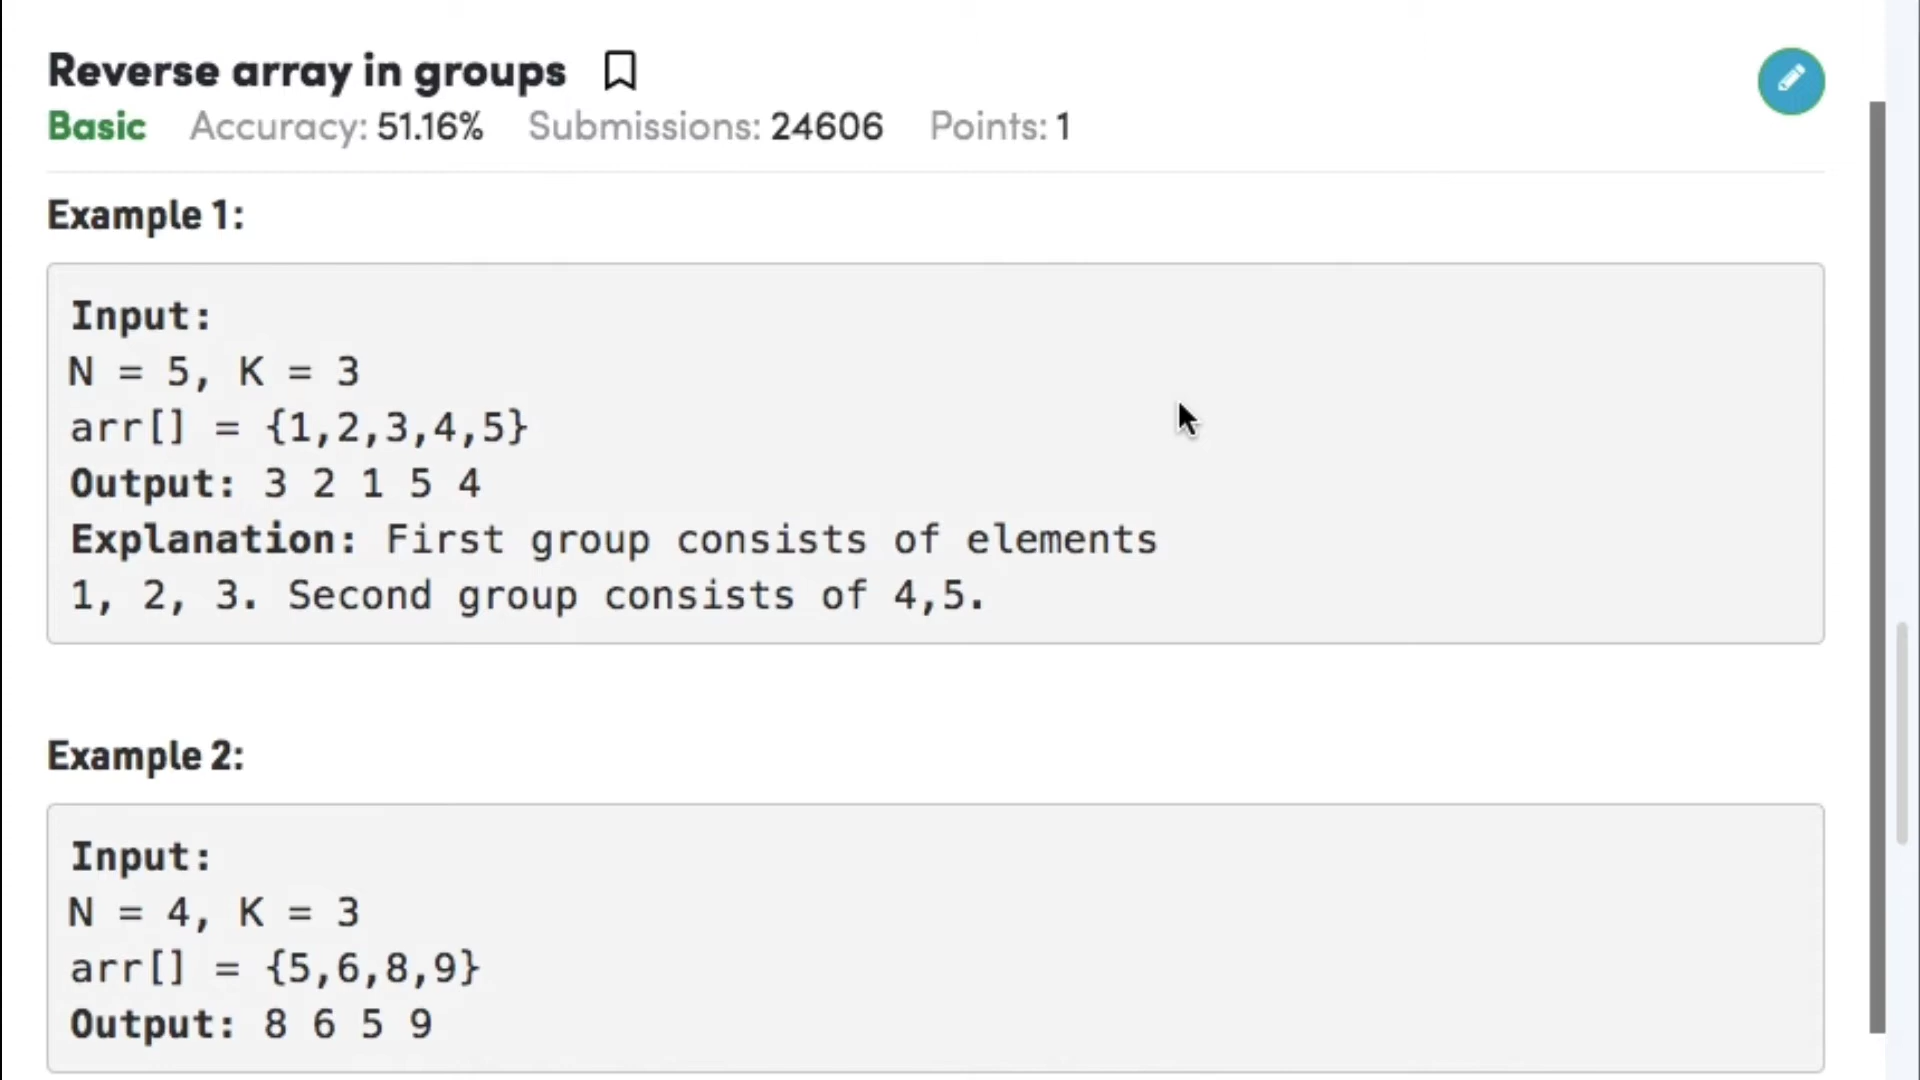 Reverse array in groups
Basic Accuracy: 51.16% Submissions: 24606 Points: 1
Example 1:
Input:
N = 5, K = 3
arr[] = {1,2,3,4,5}
Output: 3 2 1 5 4
Explanation: First group consists of elements
1, 2, 3. Second group consists of 4,5.
Example 2:
Input:
N = 4, K = 3
arr[] = {5,6,8,9}
Output: 8 6 5 9